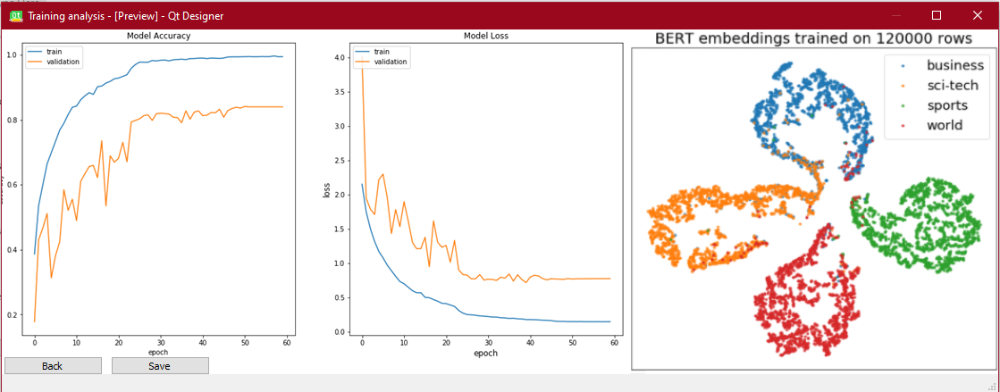 Training analysis - [Preview] - Qt Designer
Model Accuracy
train
validation
1.0
0.8
0.6
0.4
0.2
0
10
20
30
40
50
60
epoch
Model Loss
train
validation
4.0
3.5
3.0
2.5
2.0
1.5
1.0
0.5
0.0
loss
0
10
20
30
40
50
60
epoch
BERT embeddings trained on 120000 rows
business
sci-tech
sports
world
Back
Save